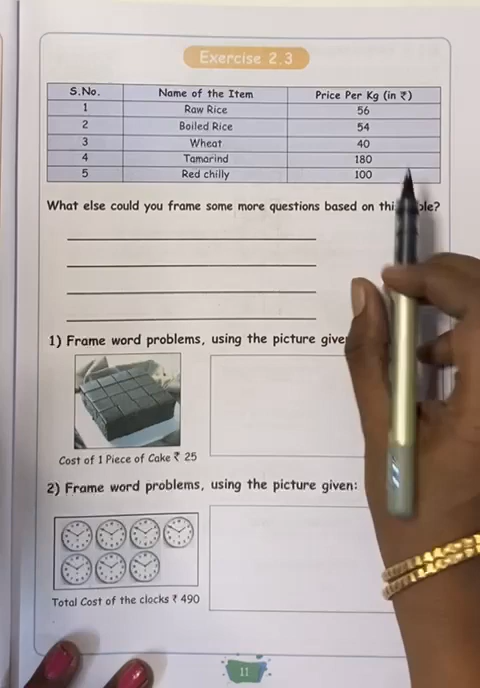 Exercise 2.3
S.No. Name of the Item Price Per Kg (in ₹)
1 Raw Rice 56
2 Boiled Rice 54
3 Wheat 40
4 Tamarind 180
5 Red chilly 100
What else could you frame some more questions based on
1) Frame word problems, using the picture
Cost of 1 Piece of Cake ₹ 25
2) Frame word problems, using the picture given:
Total Cost of the clocks ₹ 490
11